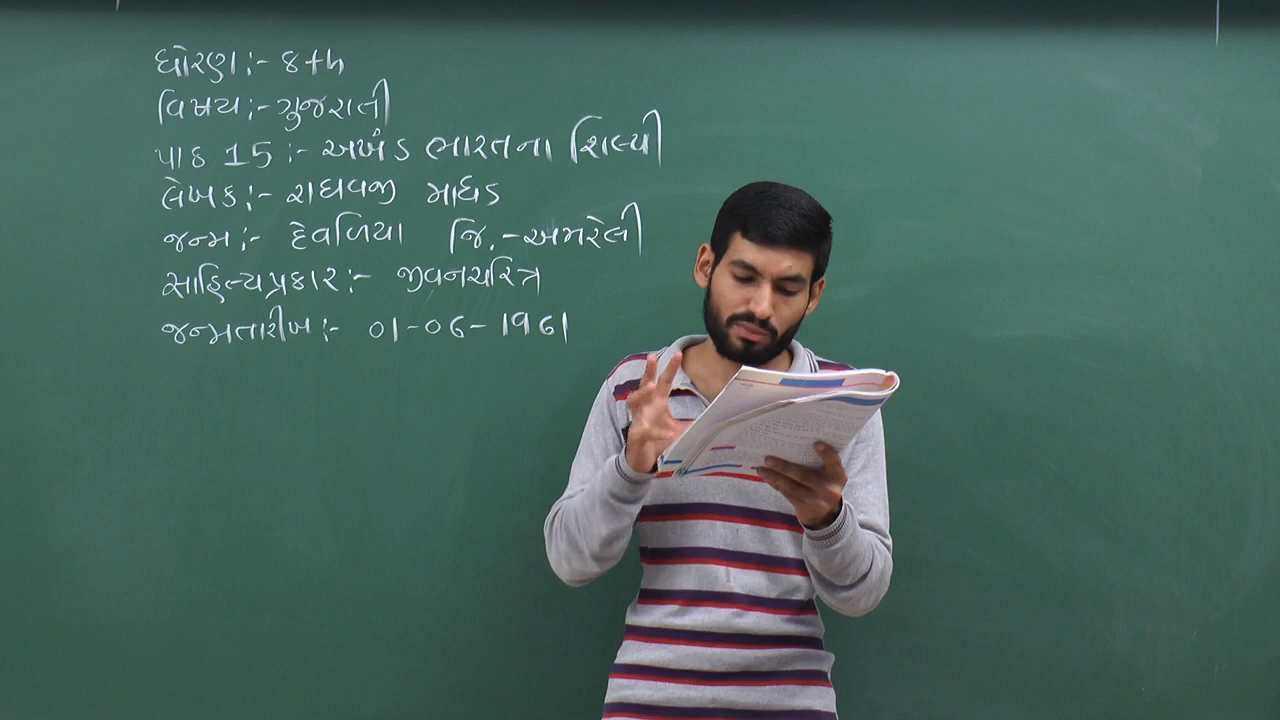 ધોરણ:- 8th
વિષય:- ગુજરાતી
પાઠ 15:- અખંડ ભારતના શિલ્પી
લેખક:- રાઘવજી માધડ
જન્મ:- દેવળિયા જિ.-અમરેલી
સાહિત્યપ્રકાર:- જીવનચરિત્ર
જન્મતારીખ:- 01-06-1961